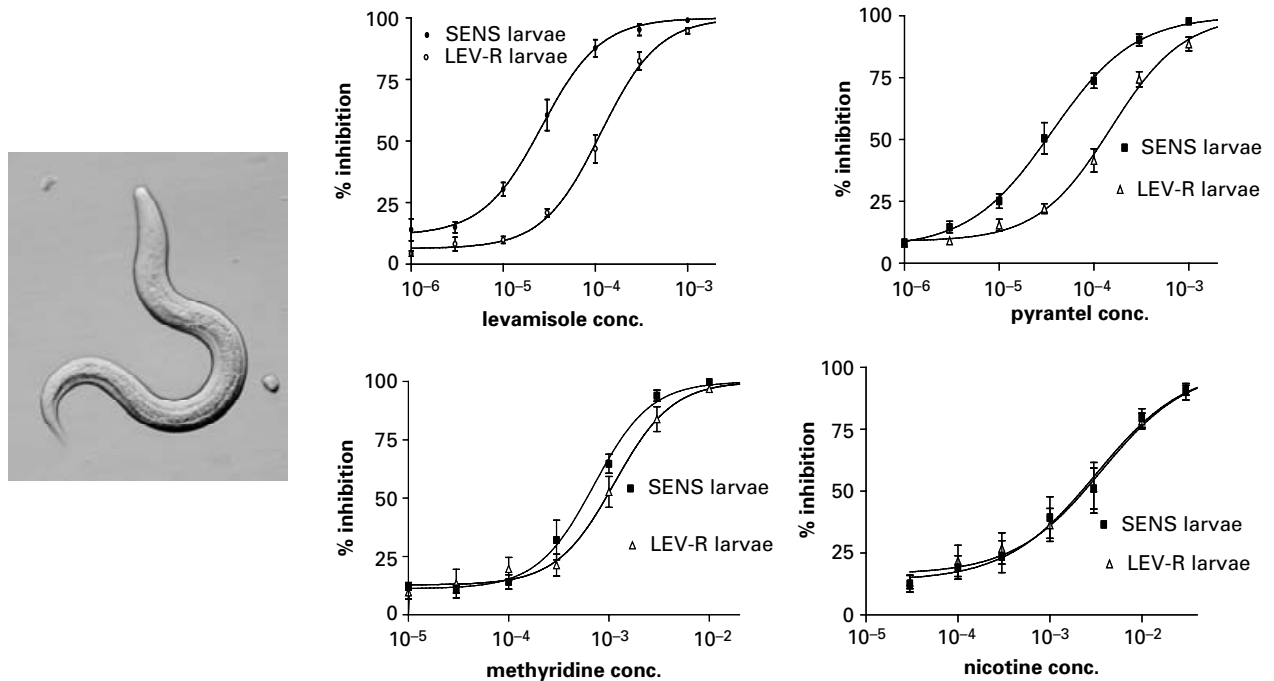 100
75
50
25
0
% inhibition
SENS larvae
LEV-R larvae
10⁻⁶ 10⁻⁵ 10⁻⁴ 10⁻³
levamisole conc.
100
75
50
25
0
% inhibition
SENS larvae
LEV-R larvae
10⁻⁶ 10⁻⁵ 10⁻⁴ 10⁻³
pyrantel conc.
100
75
50
25
0
% inhibition
SENS larvae
LEV-R larvae
10⁻⁵ 10⁻⁴ 10⁻³ 10⁻²
methyridine conc.
100
75
50
25
0
% inhibition
SENS larvae
LEV-R larvae
10⁻⁵ 10⁻⁴ 10⁻³ 10⁻²
nicotine conc.